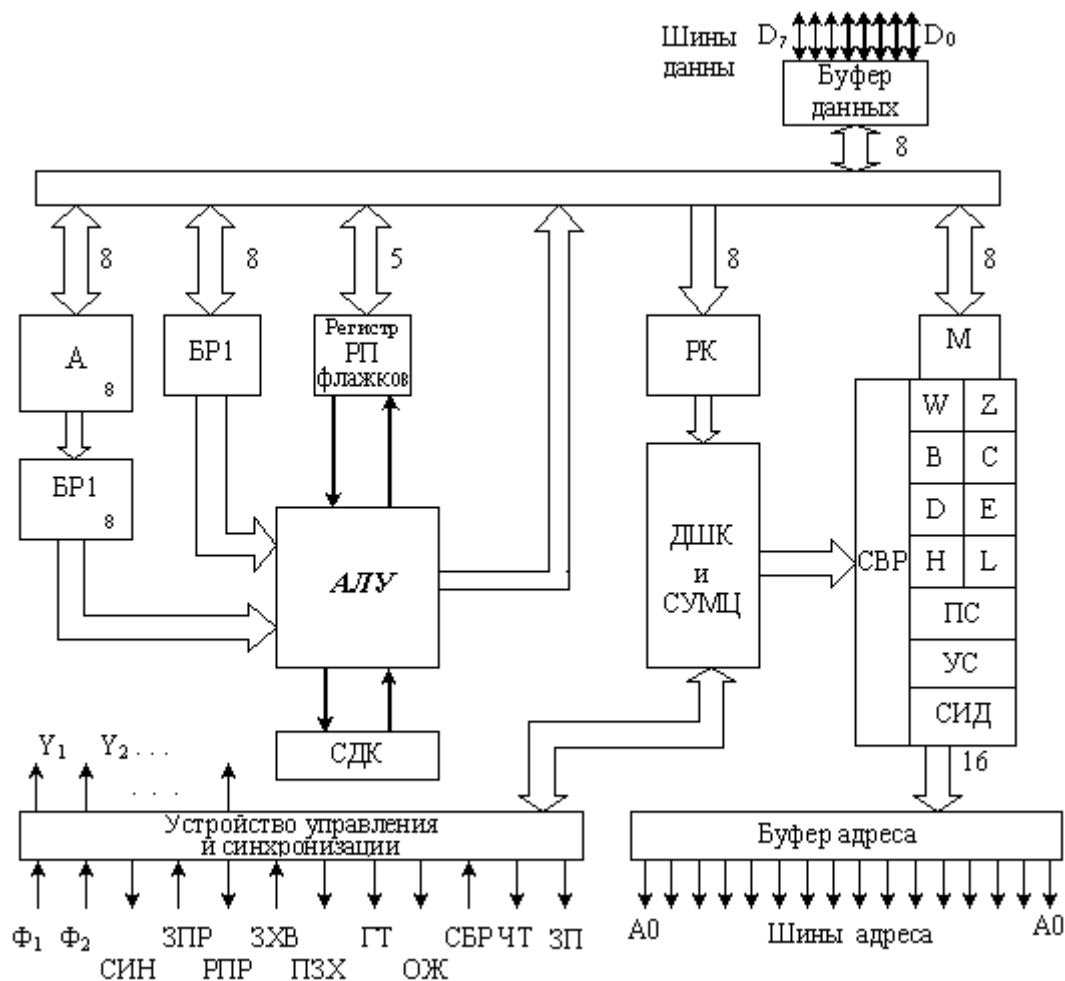 Шины D7 D0
данны
Буфер
данных
8
8 8 5 8 8
А
8
БР1
Регистр
РП
флажков
РК
М
БР1
8
АЛУ
ДШК
и
СУМЦ
СВР
W Z
B C
D E
H L
ПС
УС
СИД
СДК
16
Y1 Y2 . . .
. . .
Устройство управления
и синхронизации
Буфер адреса
Ф1 Ф2 ЗПР ЗХВ ГТ СБР ЧТ ЗП
СИН РПР ПЗХ ОЖ
А0 Шины адреса А0